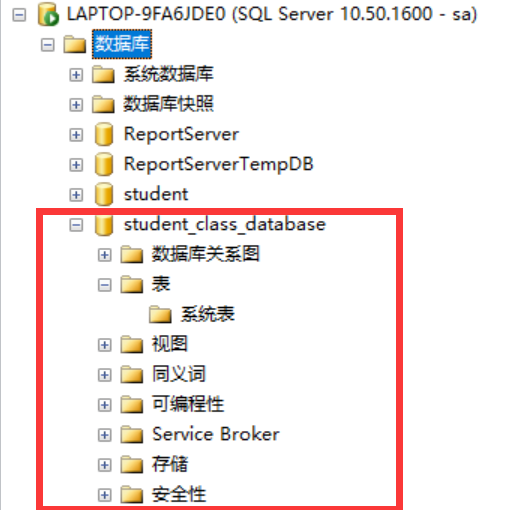 LAPTOP-9FA6JDE0 (SQL Server 10.50.1600 - sa)
数据库
系统数据库
数据库快照
ReportServer
ReportServerTempDB
student
student_class_database
数据库关系图
表
系统表
视图
同义词
可编程性
Service Broker
存储
安全性